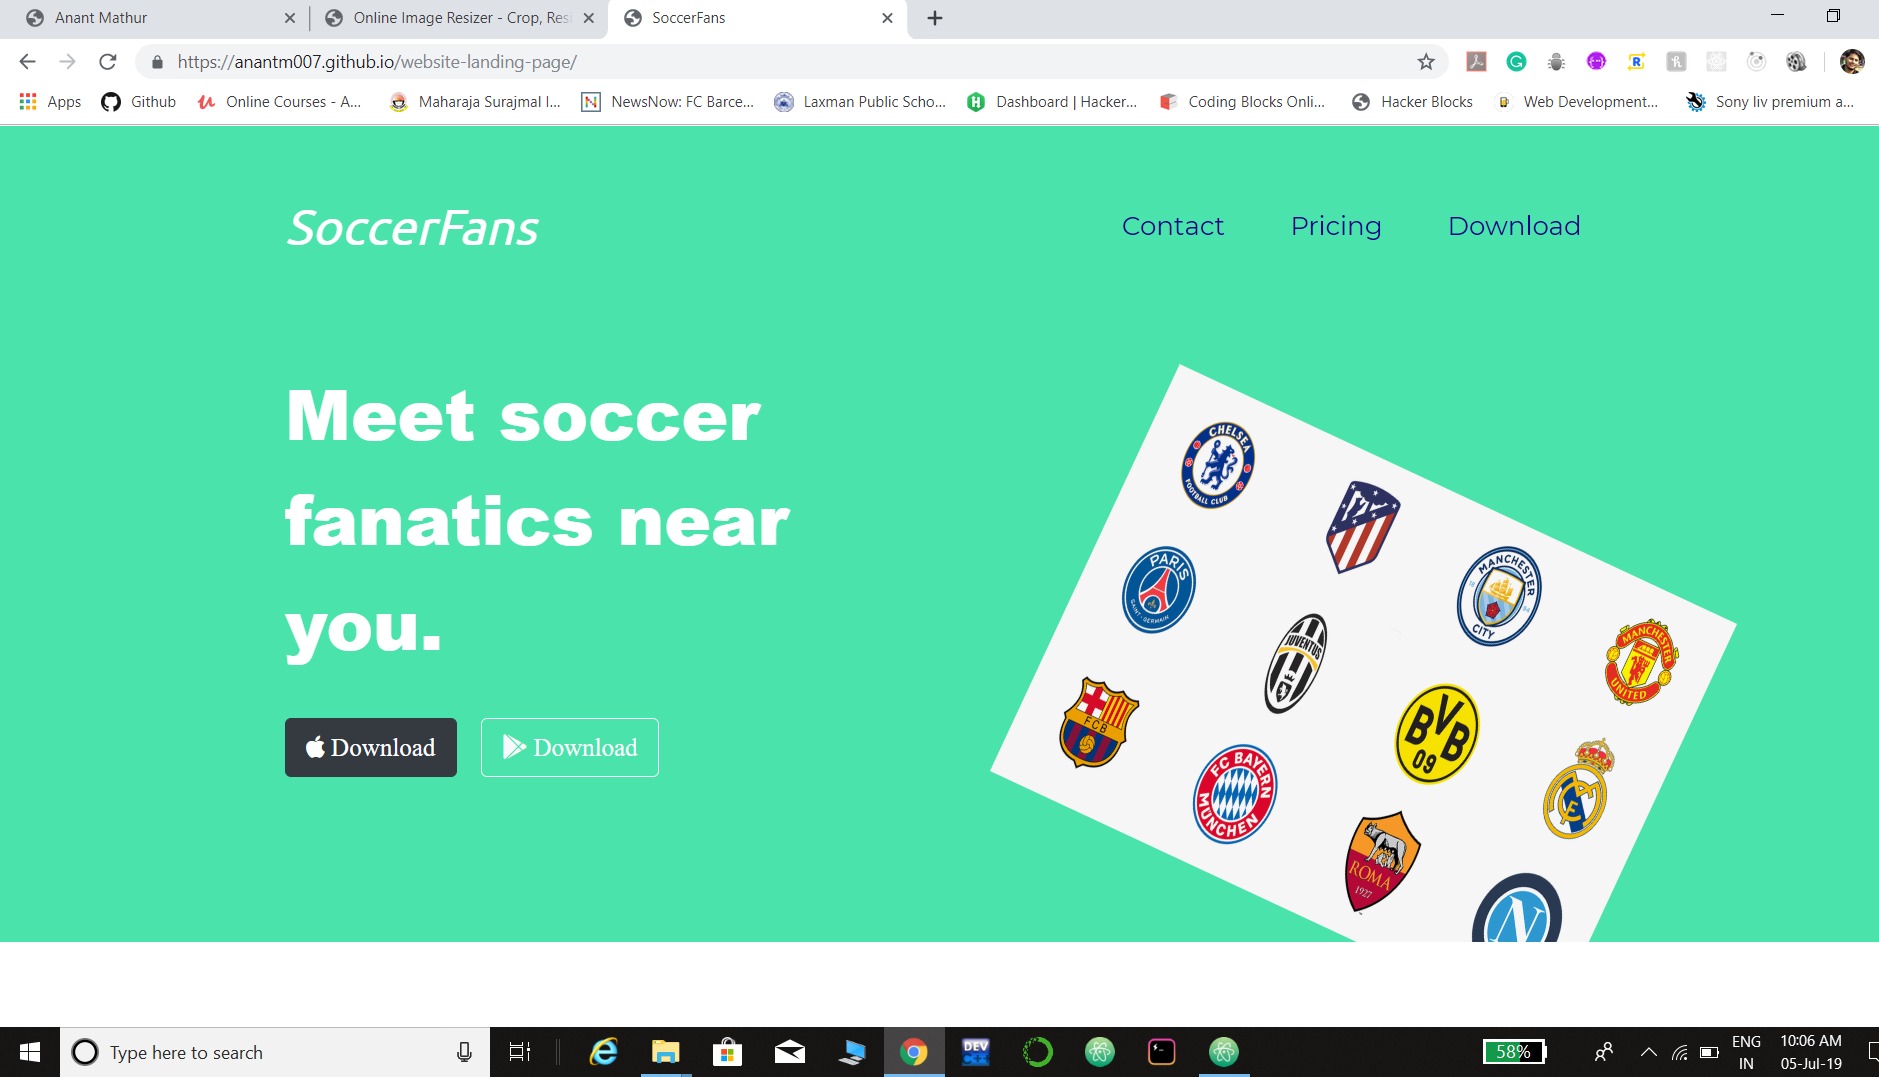 Anant Mathur
Online Image Resizer - Crop, Resi
SoccerFans
https://anantm007.github.io/website-landing-page/
Apps
Github
Online Courses - A...
Maharaja Surajmal I...
NewsNow: FC Barce...
Laxman Public Scho...
Dashboard | Hacker...
Coding Blocks Onli...
Hacker Blocks
Web Development...
Sony liv premium a...
SoccerFans
Contact
Pricing
Download
Meet soccer
fanatics near
you.
Download
Download
CHELSEA
FOOTBALL CLUB
PARIS
SAINT-GERMAIN
MANCHESTER
CITY
JUVENTUS
MANCHESTER
UNITED
FCB
BVB
09
FC BAYERN
MÜNCHEN
ROMA
1927
N
Type here to search
DEV
C++
58%
ENG
IN
10:06 AM
05-Jul-19